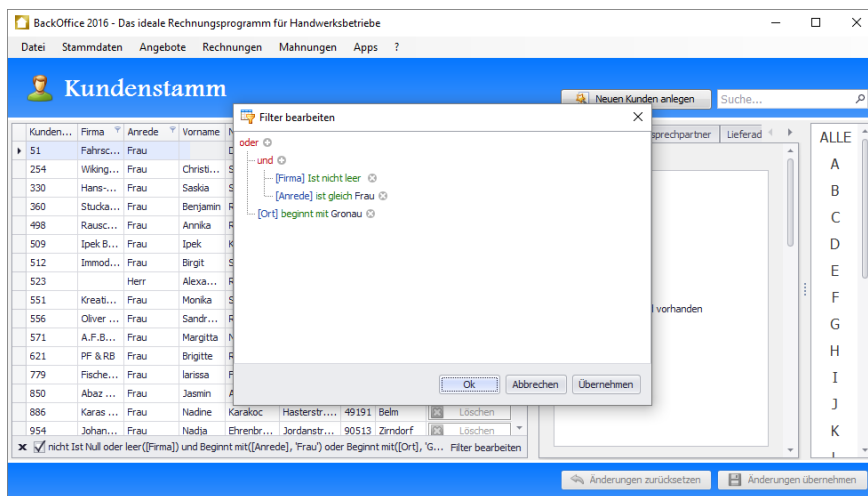 BackOffice 2016 - Das ideale Rechnungsprogramm für Handwerksbetriebe
Datei Stammdaten Angebote Rechnungen Mahnungen Apps ?
Kundenstamm
Neuen Kunden anlegen Suche...
Filter bearbeiten
oder
und
[Firma] Ist nicht leer
[Anrede] ist gleich Frau
[Ort] beginnt mit Gronau
Ok Abbrechen Übernehmen
sprechpartner Lieferad
l vorhanden
Kunden... Firma Anrede Vorname
51 Fahrsc... Frau
254 Wiking... Frau Christi...
330 Hans-... Frau Saskia
360 Stucka... Frau Benjamin
498 Rausc... Frau Annika
509 Ipek B... Frau Ipek
512 Immod... Frau Birgit
523 Herr Alexa...
551 Kreati... Frau Monika
556 Oliver ... Frau Sandr...
571 A.F.B... Frau Margitta
621 PF & RB Frau Brigitte
779 Fische... Frau larissa
850 Abaz ... Frau Jasmin
886 Karas ... Frau Nadine Karakoc Hasterstr.... 49191 Belm Löschen
954 Johan... Frau Nadja Ehrenbr... Jordanstr... 90513 Zirndorf Löschen
nicht Ist Null oder leer([Firma]) und Beginnt mit([Anrede], 'Frau') oder Beginnt mit([Ort], 'G... Filter bearbeiten
ALLE
A
B
C
D
E
F
G
H
I
J
K
Änderungen zurücksetzen Änderungen übernehmen